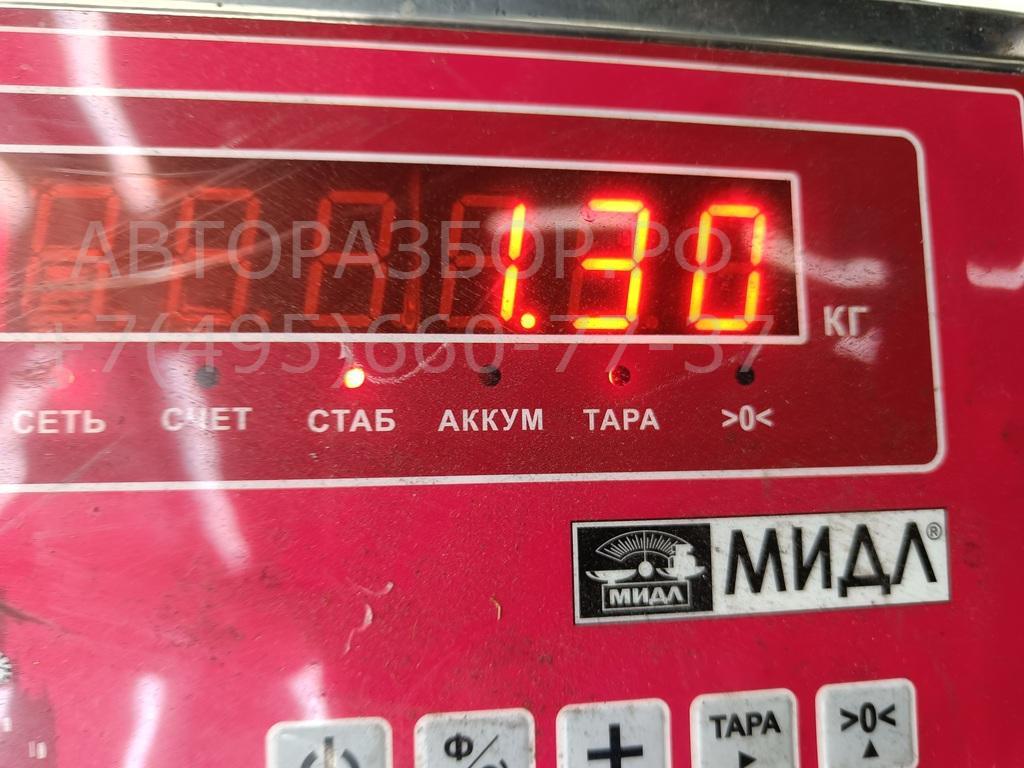 1.30
КГ
АВТОРАЗБОР.РФ
+7(495)660-77-37
СЕТЬ СЧЕТ СТАБ АККУМ ТАРА >0<
МИДЛ МИДЛ®
Ф/ + ТАРА >0<